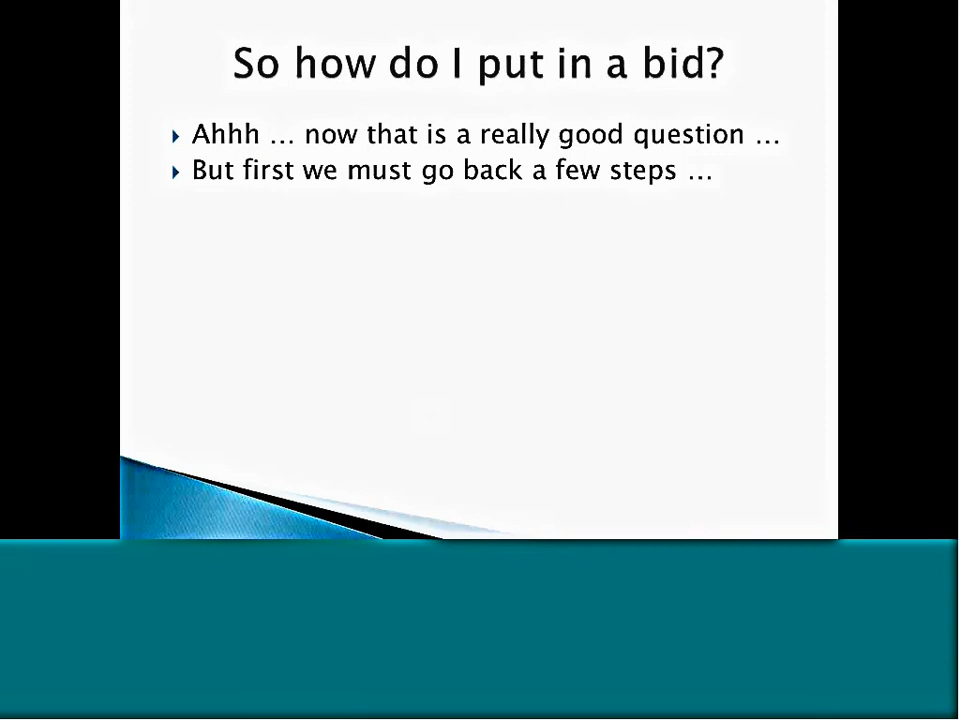 So how do I put in a bid?
Ahhh … now that is a really good question …
But first we must go back a few steps …